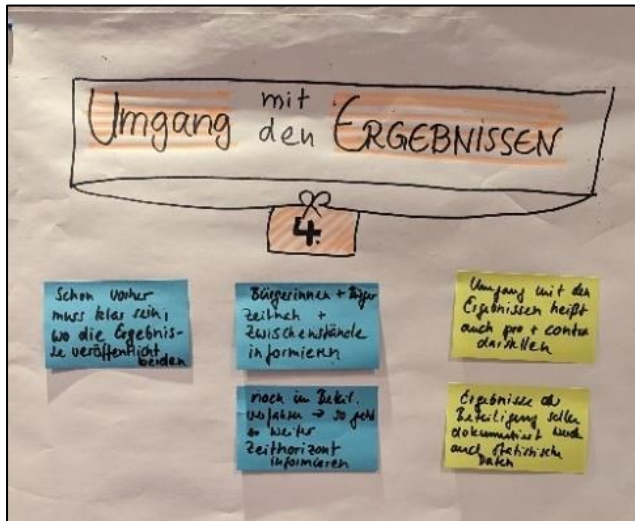 Umgang mit den ERGEBNISSEN
4.
Schon vorher
muss klar sein,
wo die Ergebnis-
se veröffentlicht
Bürgerinnen + Bürger
zeitnah +
Zwischenstände
informieren
noch im Beteil.
verfahren → so geht
es weiter
Zeithorizont
informieren
Umgang mit den
Ergebnissen heißt
auch pro + contra
darstellen
Ergebnisse der
Beteiligung sollen
dokumentiert werden
auch statistische
Daten